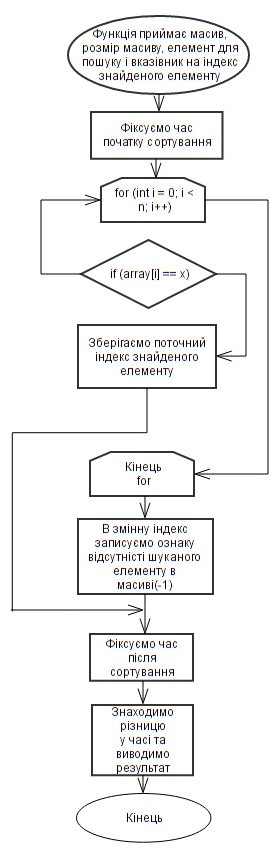 Функція приймає масив,
розмір масиву, елемент для
пошуку і вказівник на індекс
знайденого елементу
Фіксуємо час
початку сортування
for (int i = 0; i <
n; i++)
if (array[i] == x)
Зберігаємо поточний
індекс знайденого
елементу
Кінець
for
В змінну індекс
записуємо ознаку
відсутністі шуканого
елементу в
масиві(-1)
Фіксуємо час
після
сортування
Знаходимо
різницю
у часі та
виводимо
результат
Кінець